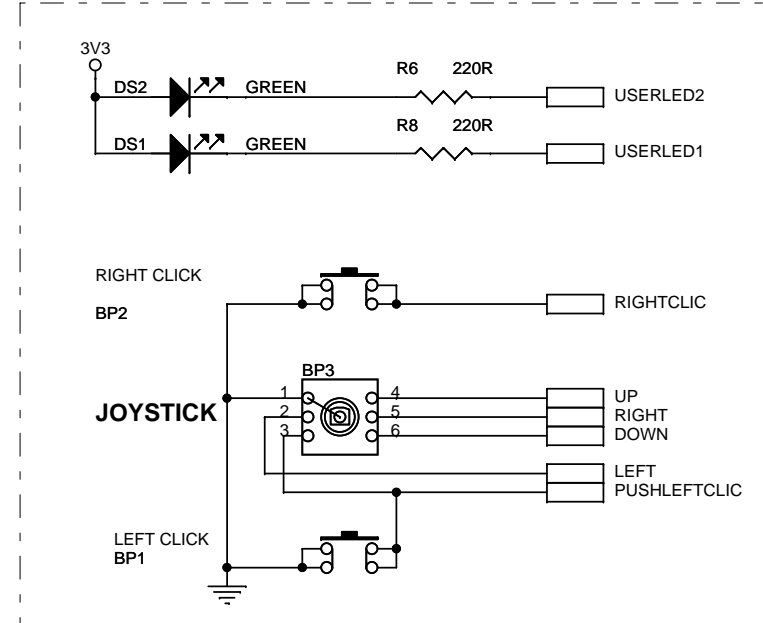 3V3
R6 220R
DS2 GREEN USERLED2
R8 220R
DS1 GREEN USERLED1
RIGHT CLICK
BP2
RIGHTCLIC
BP3
JOYSTICK
1 4 UP
2 5 RIGHT
3 6 DOWN
LEFT
PUSHLEFTCLIC
LEFT CLICK
BP1